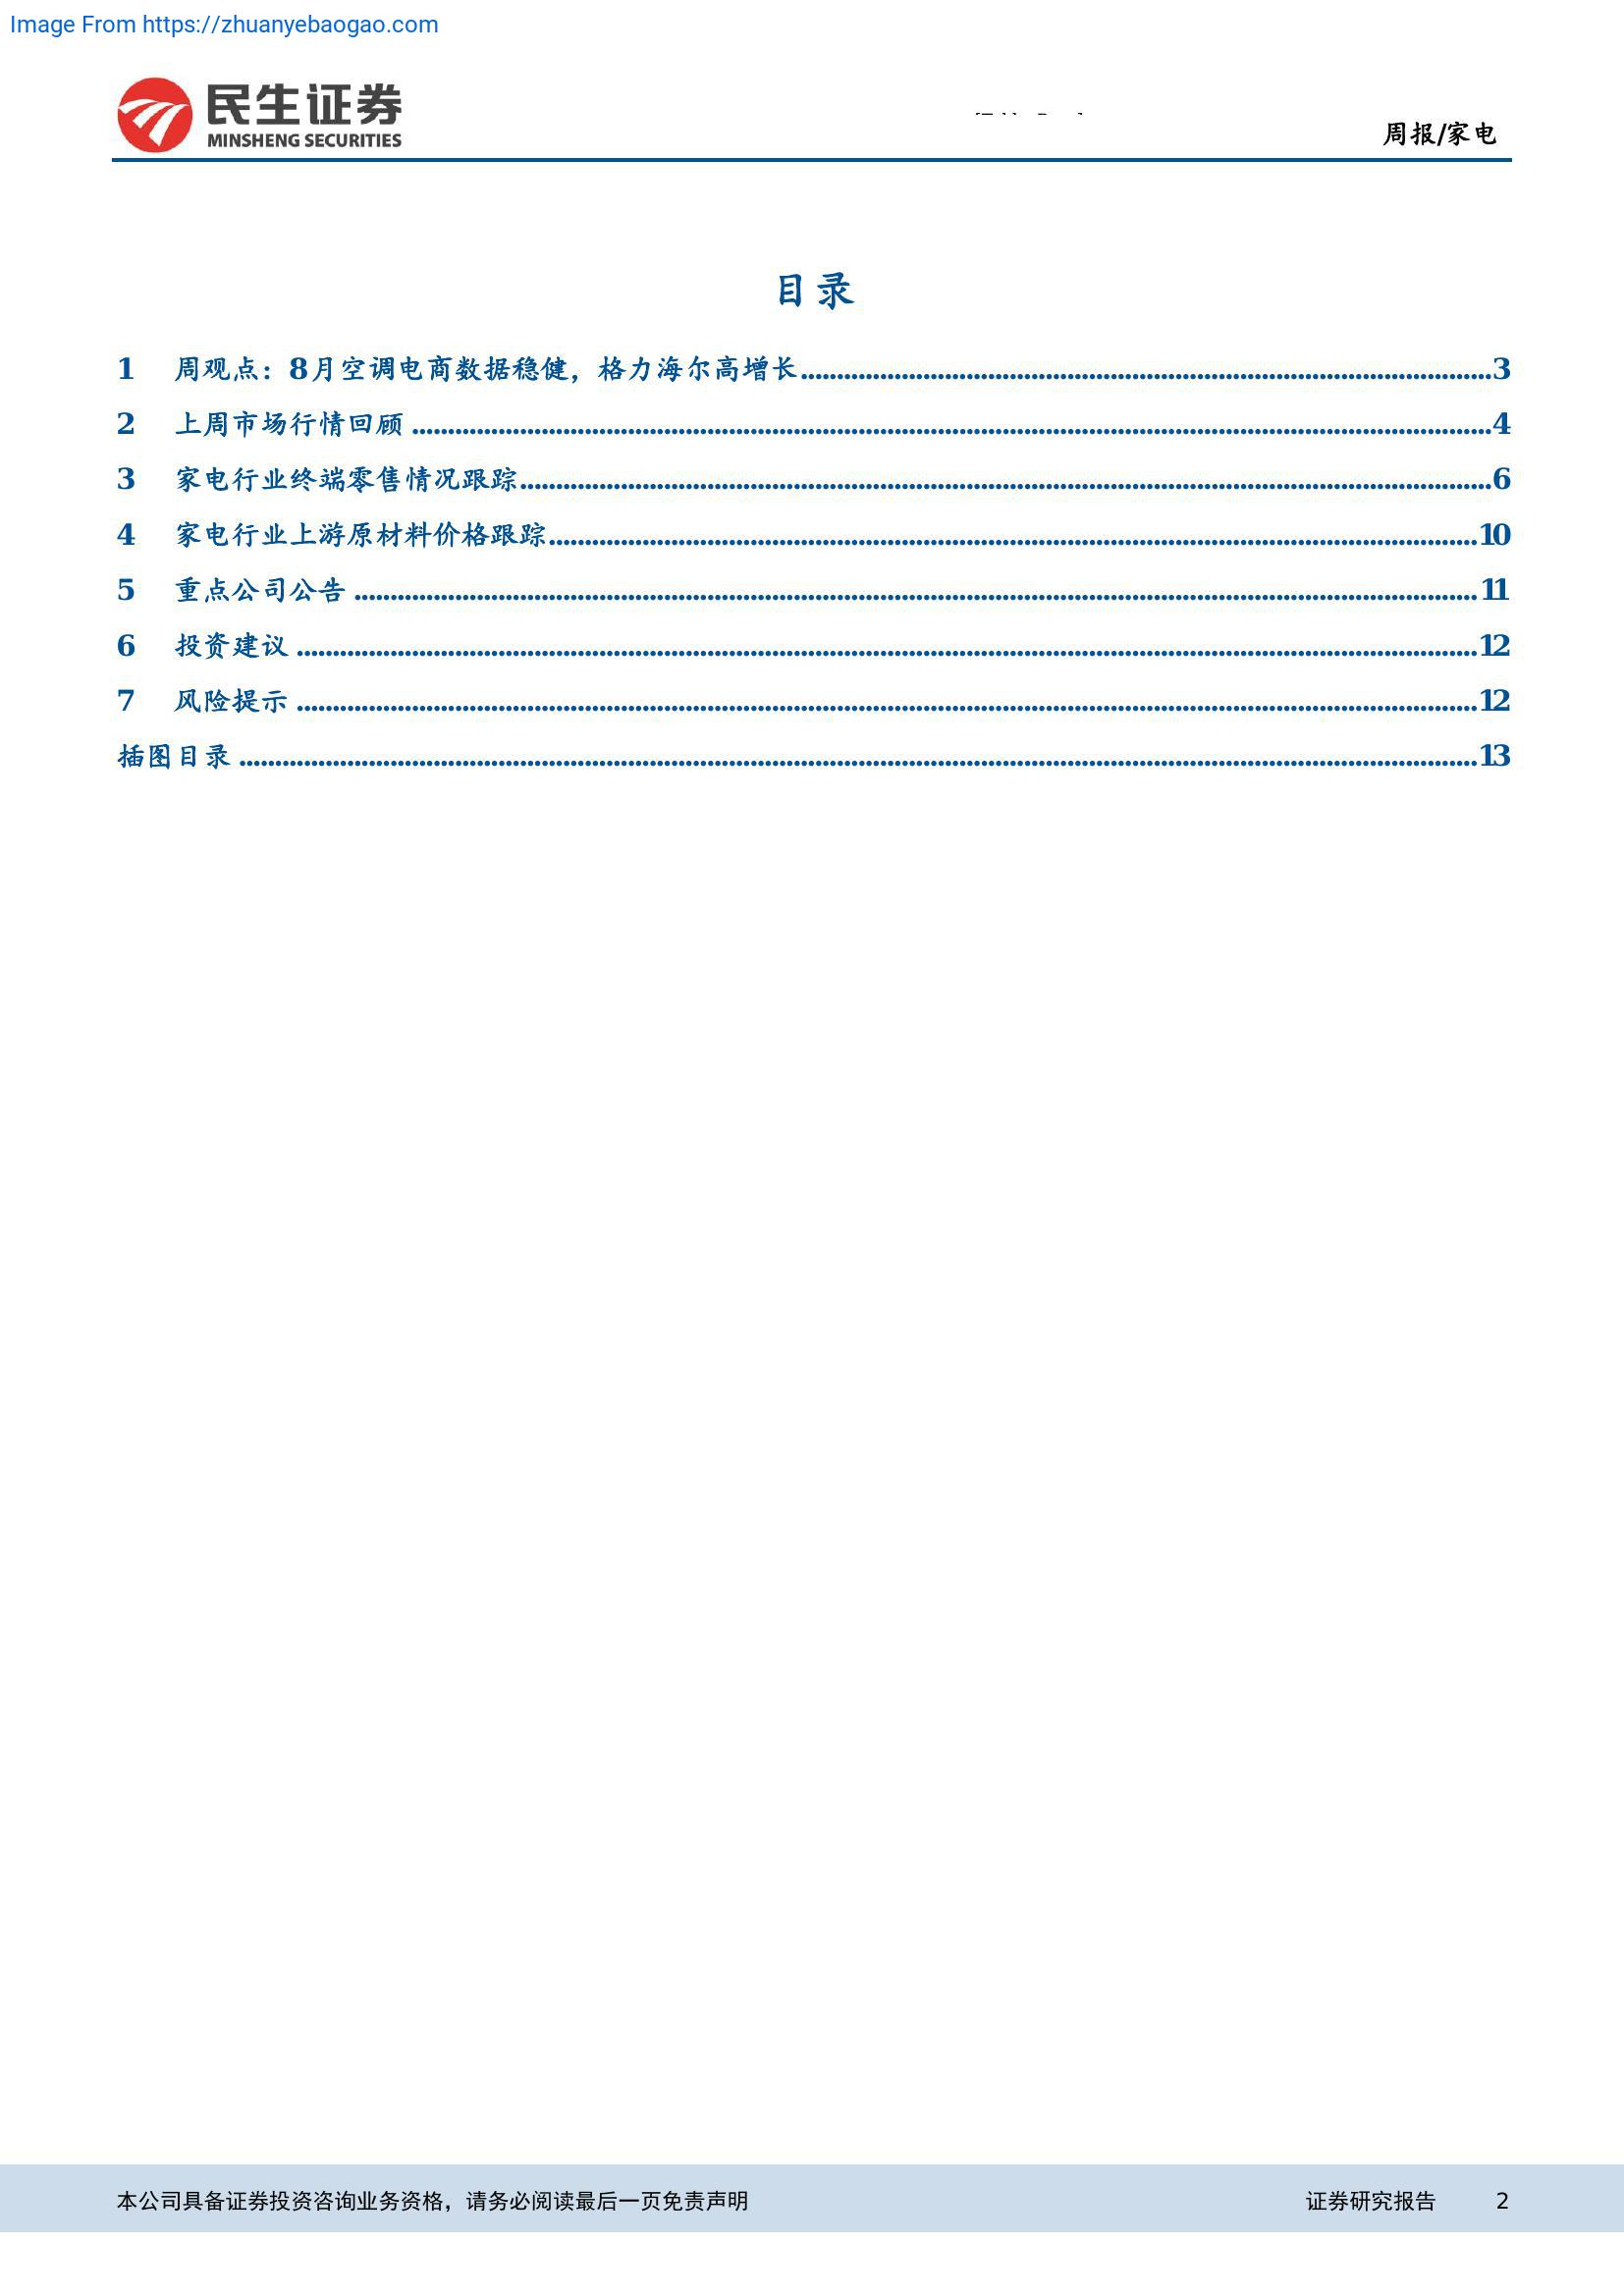 Image From https://zhuanyebaogao.com
民生证券
MINSHENG SECURITIES
周报/家电
目录
1 周观点：8月空调电商数据稳健，格力海尔高增长........................................3
2 上周市场行情回顾........................................4
3 家电行业终端零售情况跟踪........................................6
4 家电行业上游原材料价格跟踪........................................10
5 重点公司公告........................................11
6 投资建议........................................12
7 风险提示........................................12
插图目录........................................13
本公司具备证券投资咨询业务资格，请务必阅读最后一页免责声明 证券研究报告 2